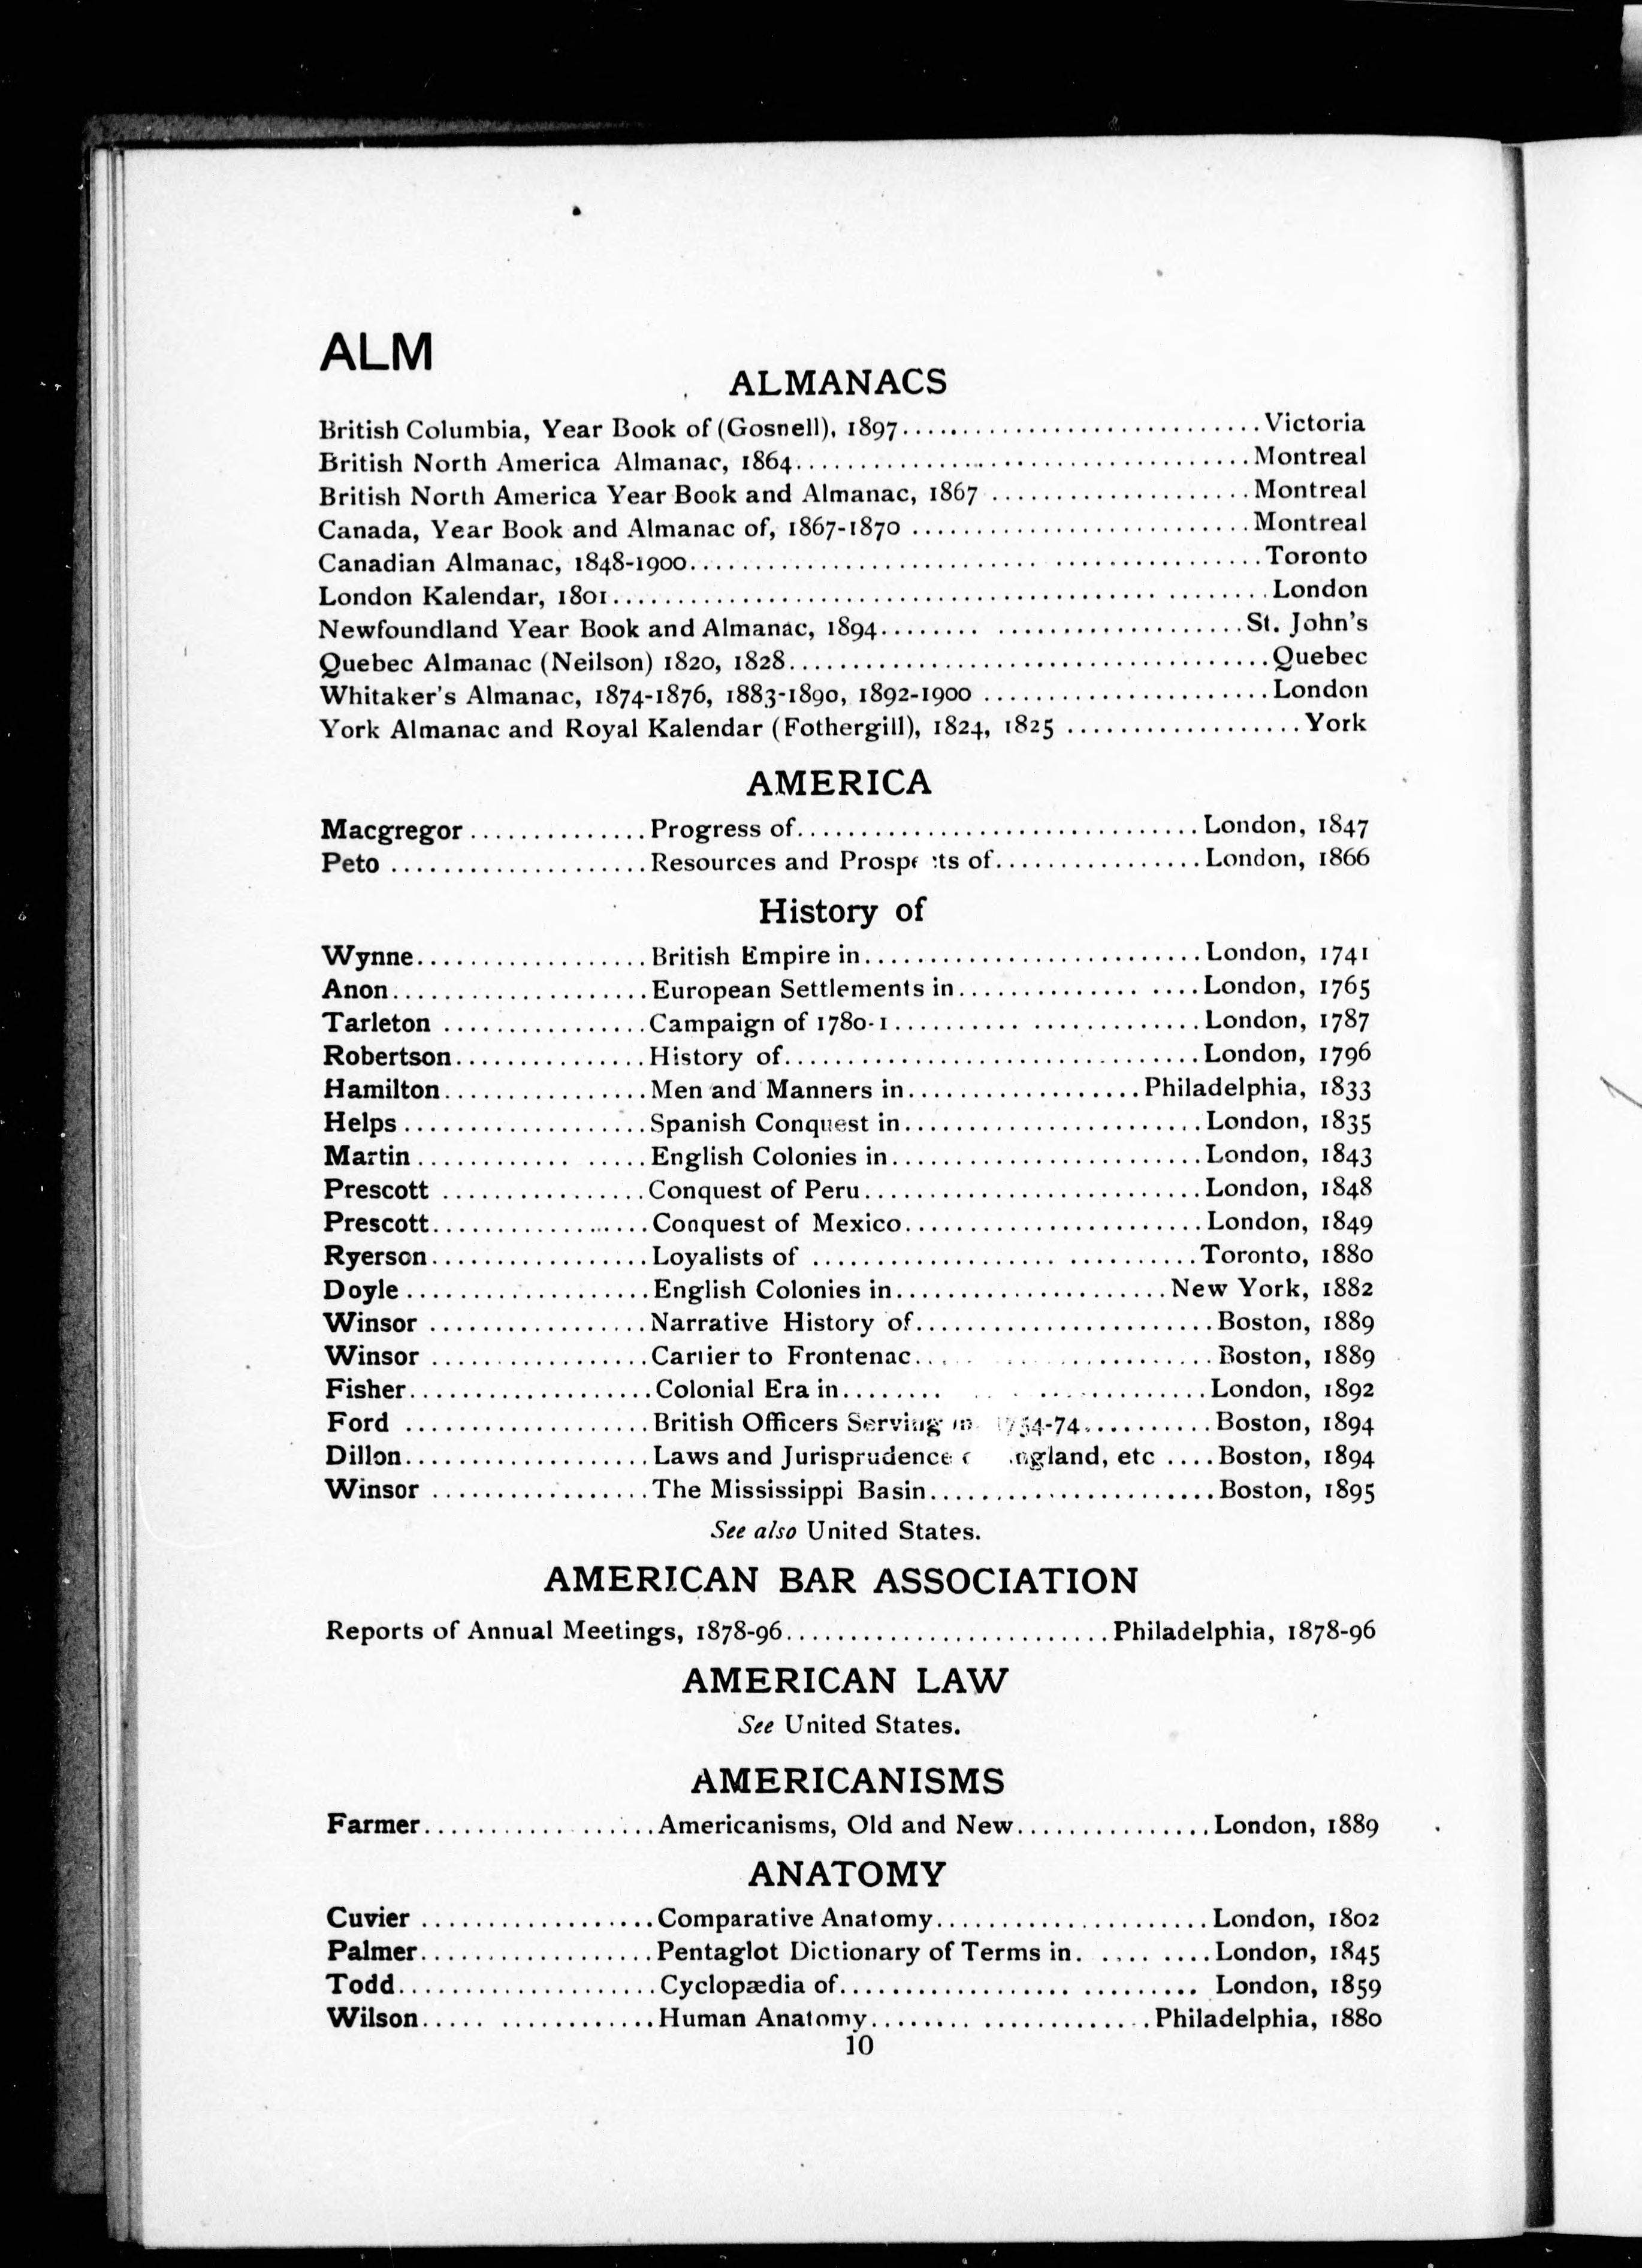 ALM
ALMANACS
British Columbia, Year Book of (Gosnell), 1897 ........ Victoria
British North America Almanac, 1864 ........ Montreal
British North America Year Book and Almanac, 1867 ........ Montreal
Canada, Year Book and Almanac of, 1867-1870 ........ Montreal
Canadian Almanac, 1848-1900 ........ Toronto
London Kalendar, 1801 ........ London
Newfoundland Year Book and Almanac, 1894 ........ St. John's
Quebec Almanac (Neilson) 1820, 1828 ........ Quebec
Whitaker's Almanac, 1874-1876, 1883-1890, 1892-1900 ........ London
York Almanac and Royal Kalendar (Fothergill), 1824, 1825 ........ York
AMERICA
Macgregor ........ Progress of ........ London, 1847
Peto ........ Resources and Prospects of ........ London, 1866
History of
Wynne ........ British Empire in ........ London, 1741
Anon ........ European Settlements in ........ London, 1765
Tarleton ........ Campaign of 1780-1 ........ London, 1787
Robertson ........ History of ........ London, 1796
Hamilton ........ Men and Manners in ........ Philadelphia, 1833
Helps ........ Spanish Conquest in ........ London, 1835
Martin ........ English Colonies in ........ London, 1843
Prescott ........ Conquest of Peru ........ London, 1848
Prescott ........ Conquest of Mexico ........ London, 1849
Ryerson ........ Loyalists of ........ Toronto, 1880
Doyle ........ English Colonies in ........ New York, 1882
Winsor ........ Narrative History of ........ Boston, 1889
Winsor ........ Cartier to Frontenac ........ Boston, 1889
Fisher ........ Colonial Era in ........ London, 1892
Ford ........ British Officers Serving in 1754-74 ........ Boston, 1894
Dillon ........ Laws and Jurisprudence England, etc .... Boston, 1894
Winsor ........ The Mississippi Basin ........ Boston, 1895
See also United States.
AMERICAN BAR ASSOCIATION
Reports of Annual Meetings, 1878-96 ........ Philadelphia, 1878-96
AMERICAN LAW
See United States.
AMERICANISMS
Farmer ........ Americanisms, Old and New ........ London, 1889
ANATOMY
Cuvier ........ Comparative Anatomy ........ London, 1802
Palmer ........ Pentaglot Dictionary of Terms in ........ London, 1845
Todd ........ Cyclopædia of ........ London, 1859
Wilson ........ Human Anatomy ........ Philadelphia, 1880
10